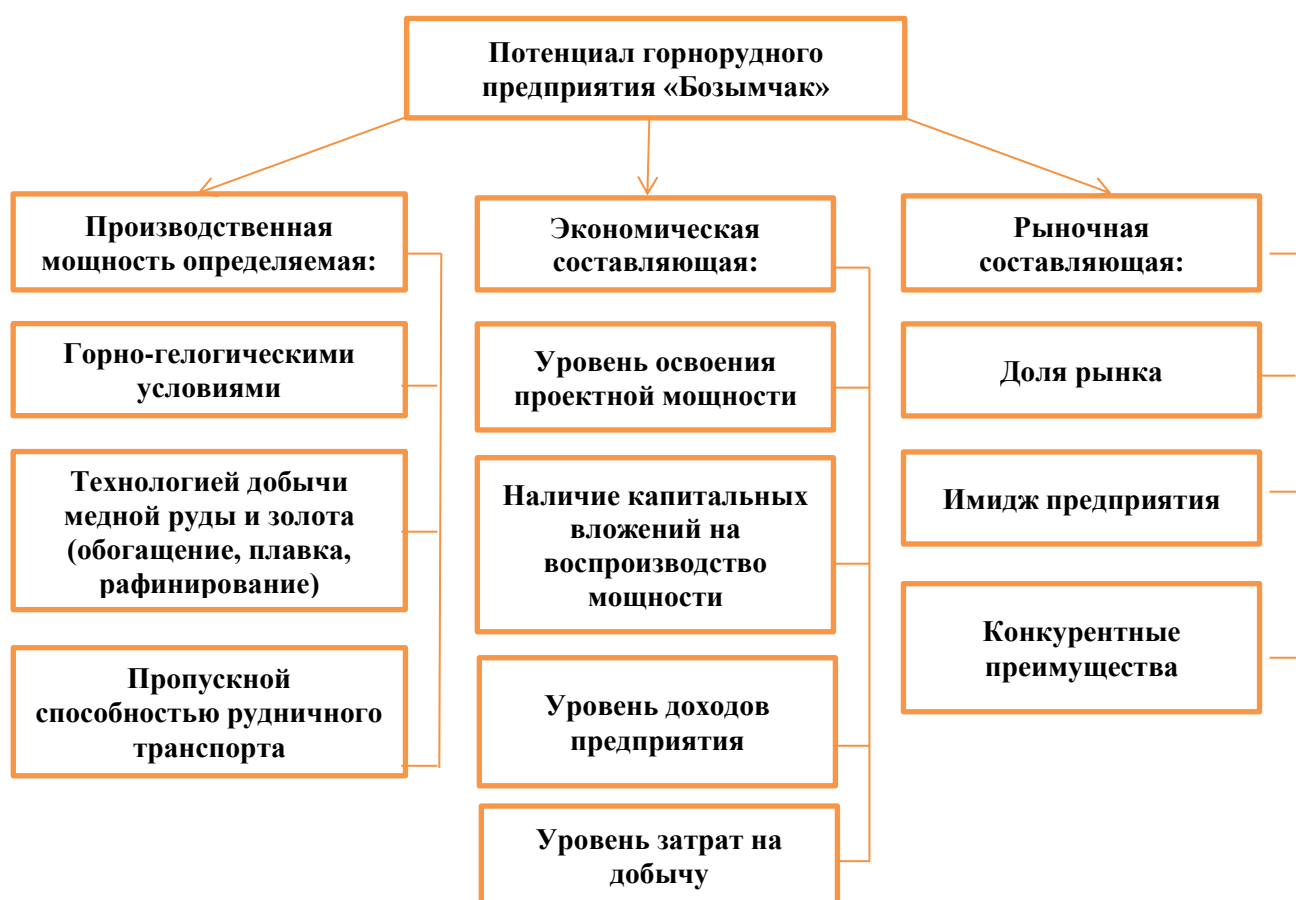 Потенциал горнорудного
предприятия «Бозымчак»
Производственная
мощность определяемая:
Горно-гелогическими
условиями
Технологией добычи
медной руды и золота
(обогащение, плавка,
рафинирование)
Пропускной
способностью рудничного
транспорта
Экономическая
составляющая:
Уровень освоения
проектной мощности
Наличие капитальных
вложений на
воспроизводство
мощности
Уровень доходов
предприятия
Уровень затрат на
добычу
Рыночная
составляющая:
Доля рынка
Имидж предприятия
Конкурентные
преимущества